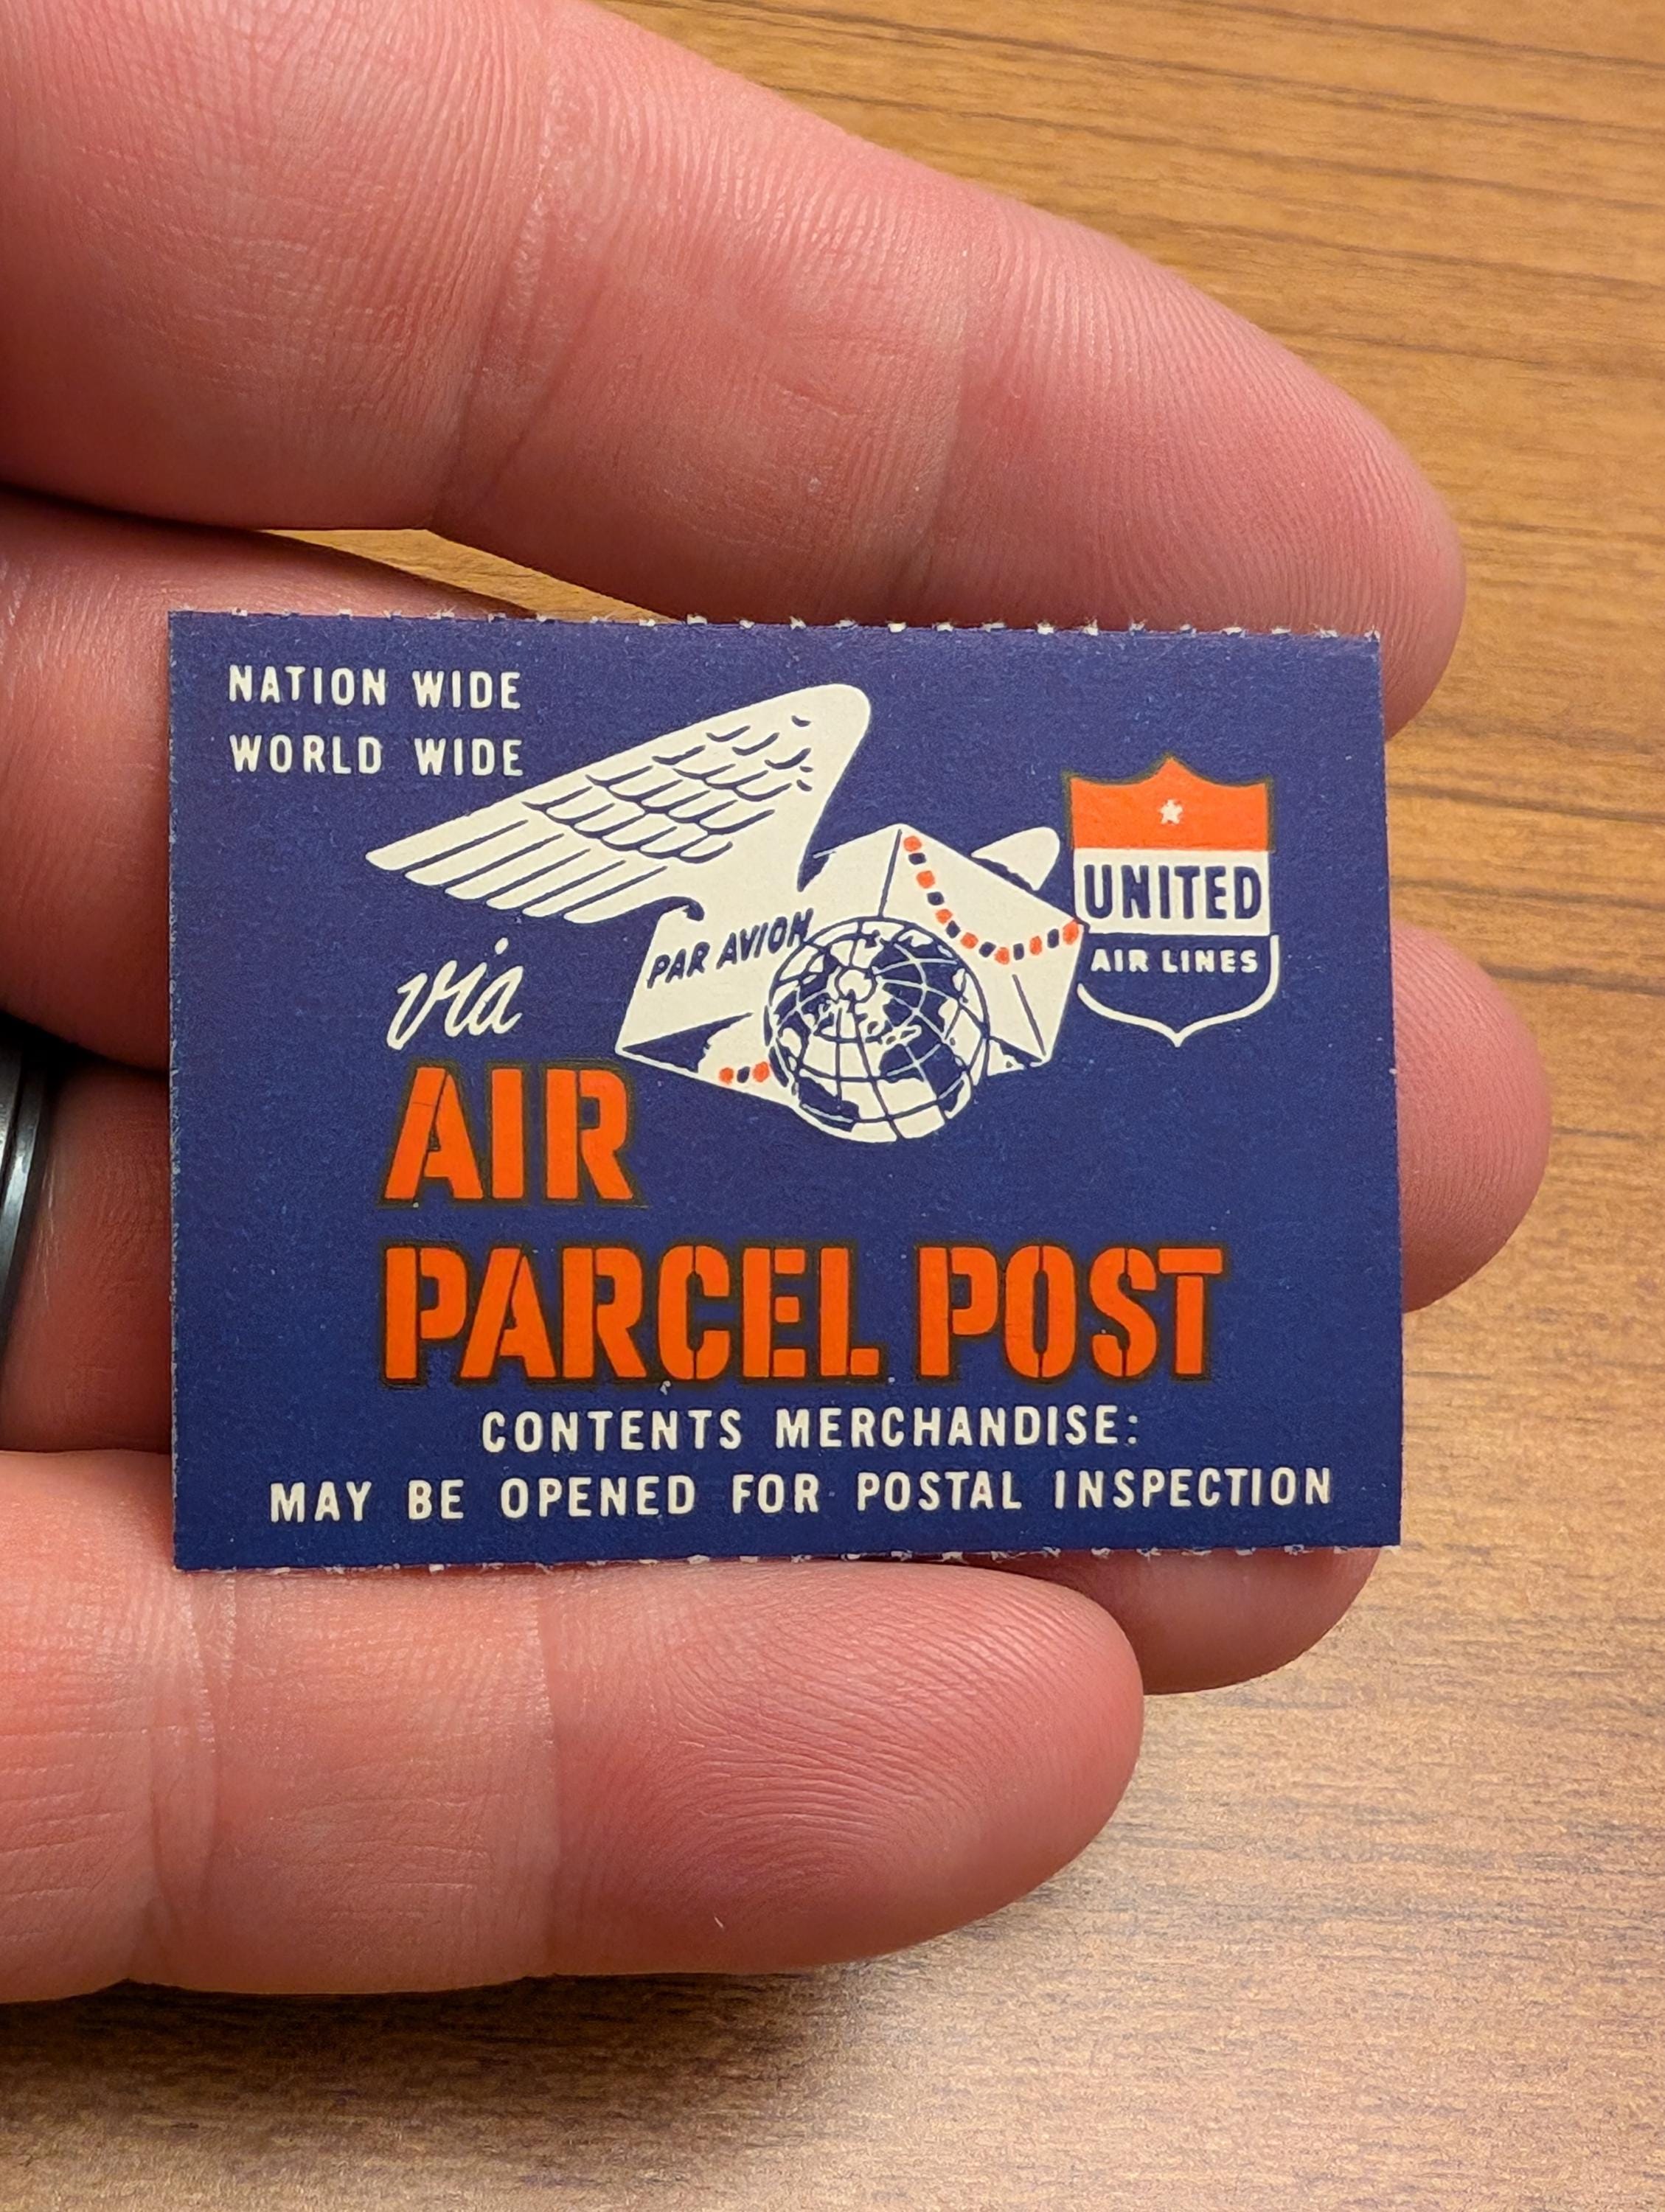 NATION WIDE
WORLD WIDE
PAR AVION
UNITED
AIR LINES
via
AIR
PARCEL POST
CONTENTS MERCHANDISE:
MAY BE OPENED FOR POSTAL INSPECTION